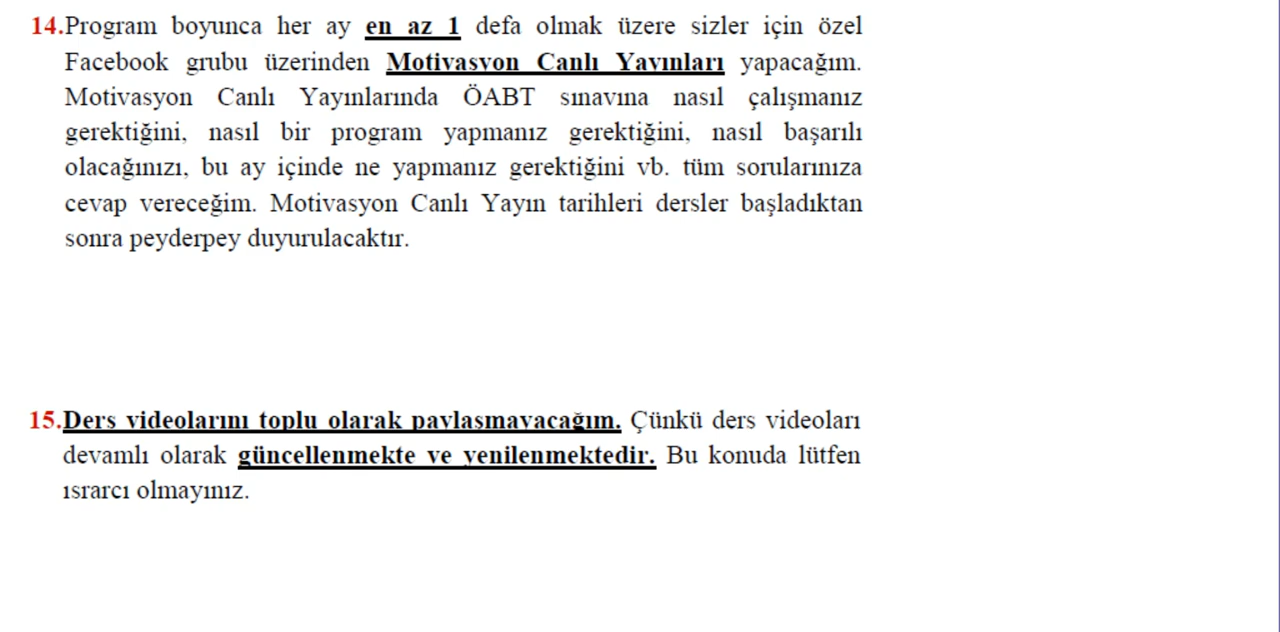 14.Program boyunca her ay en az 1 defa olmak üzere sizler için özel
Facebook grubu üzerinden Motivasyon Canlı Yayınları yapacağım.
Motivasyon Canlı Yayınlarında ÖABT sınavına nasıl çalışmanız
gerektiğini, nasıl bir program yapmanız gerektiğini, nasıl başarılı
olacağınızı, bu ay içinde ne yapmanız gerektiğini vb. tüm sorularınıza
cevap vereceğim. Motivasyon Canlı Yayın tarihleri dersler başladıktan
sonra peyderpey duyurulacaktır.
15.Ders videolarını toplu olarak paylaşmayacağım. Çünkü ders videoları
devamlı olarak güncellenmekte ve yenilenmektedir. Bu konuda lütfen
ısrarcı olmayınız.